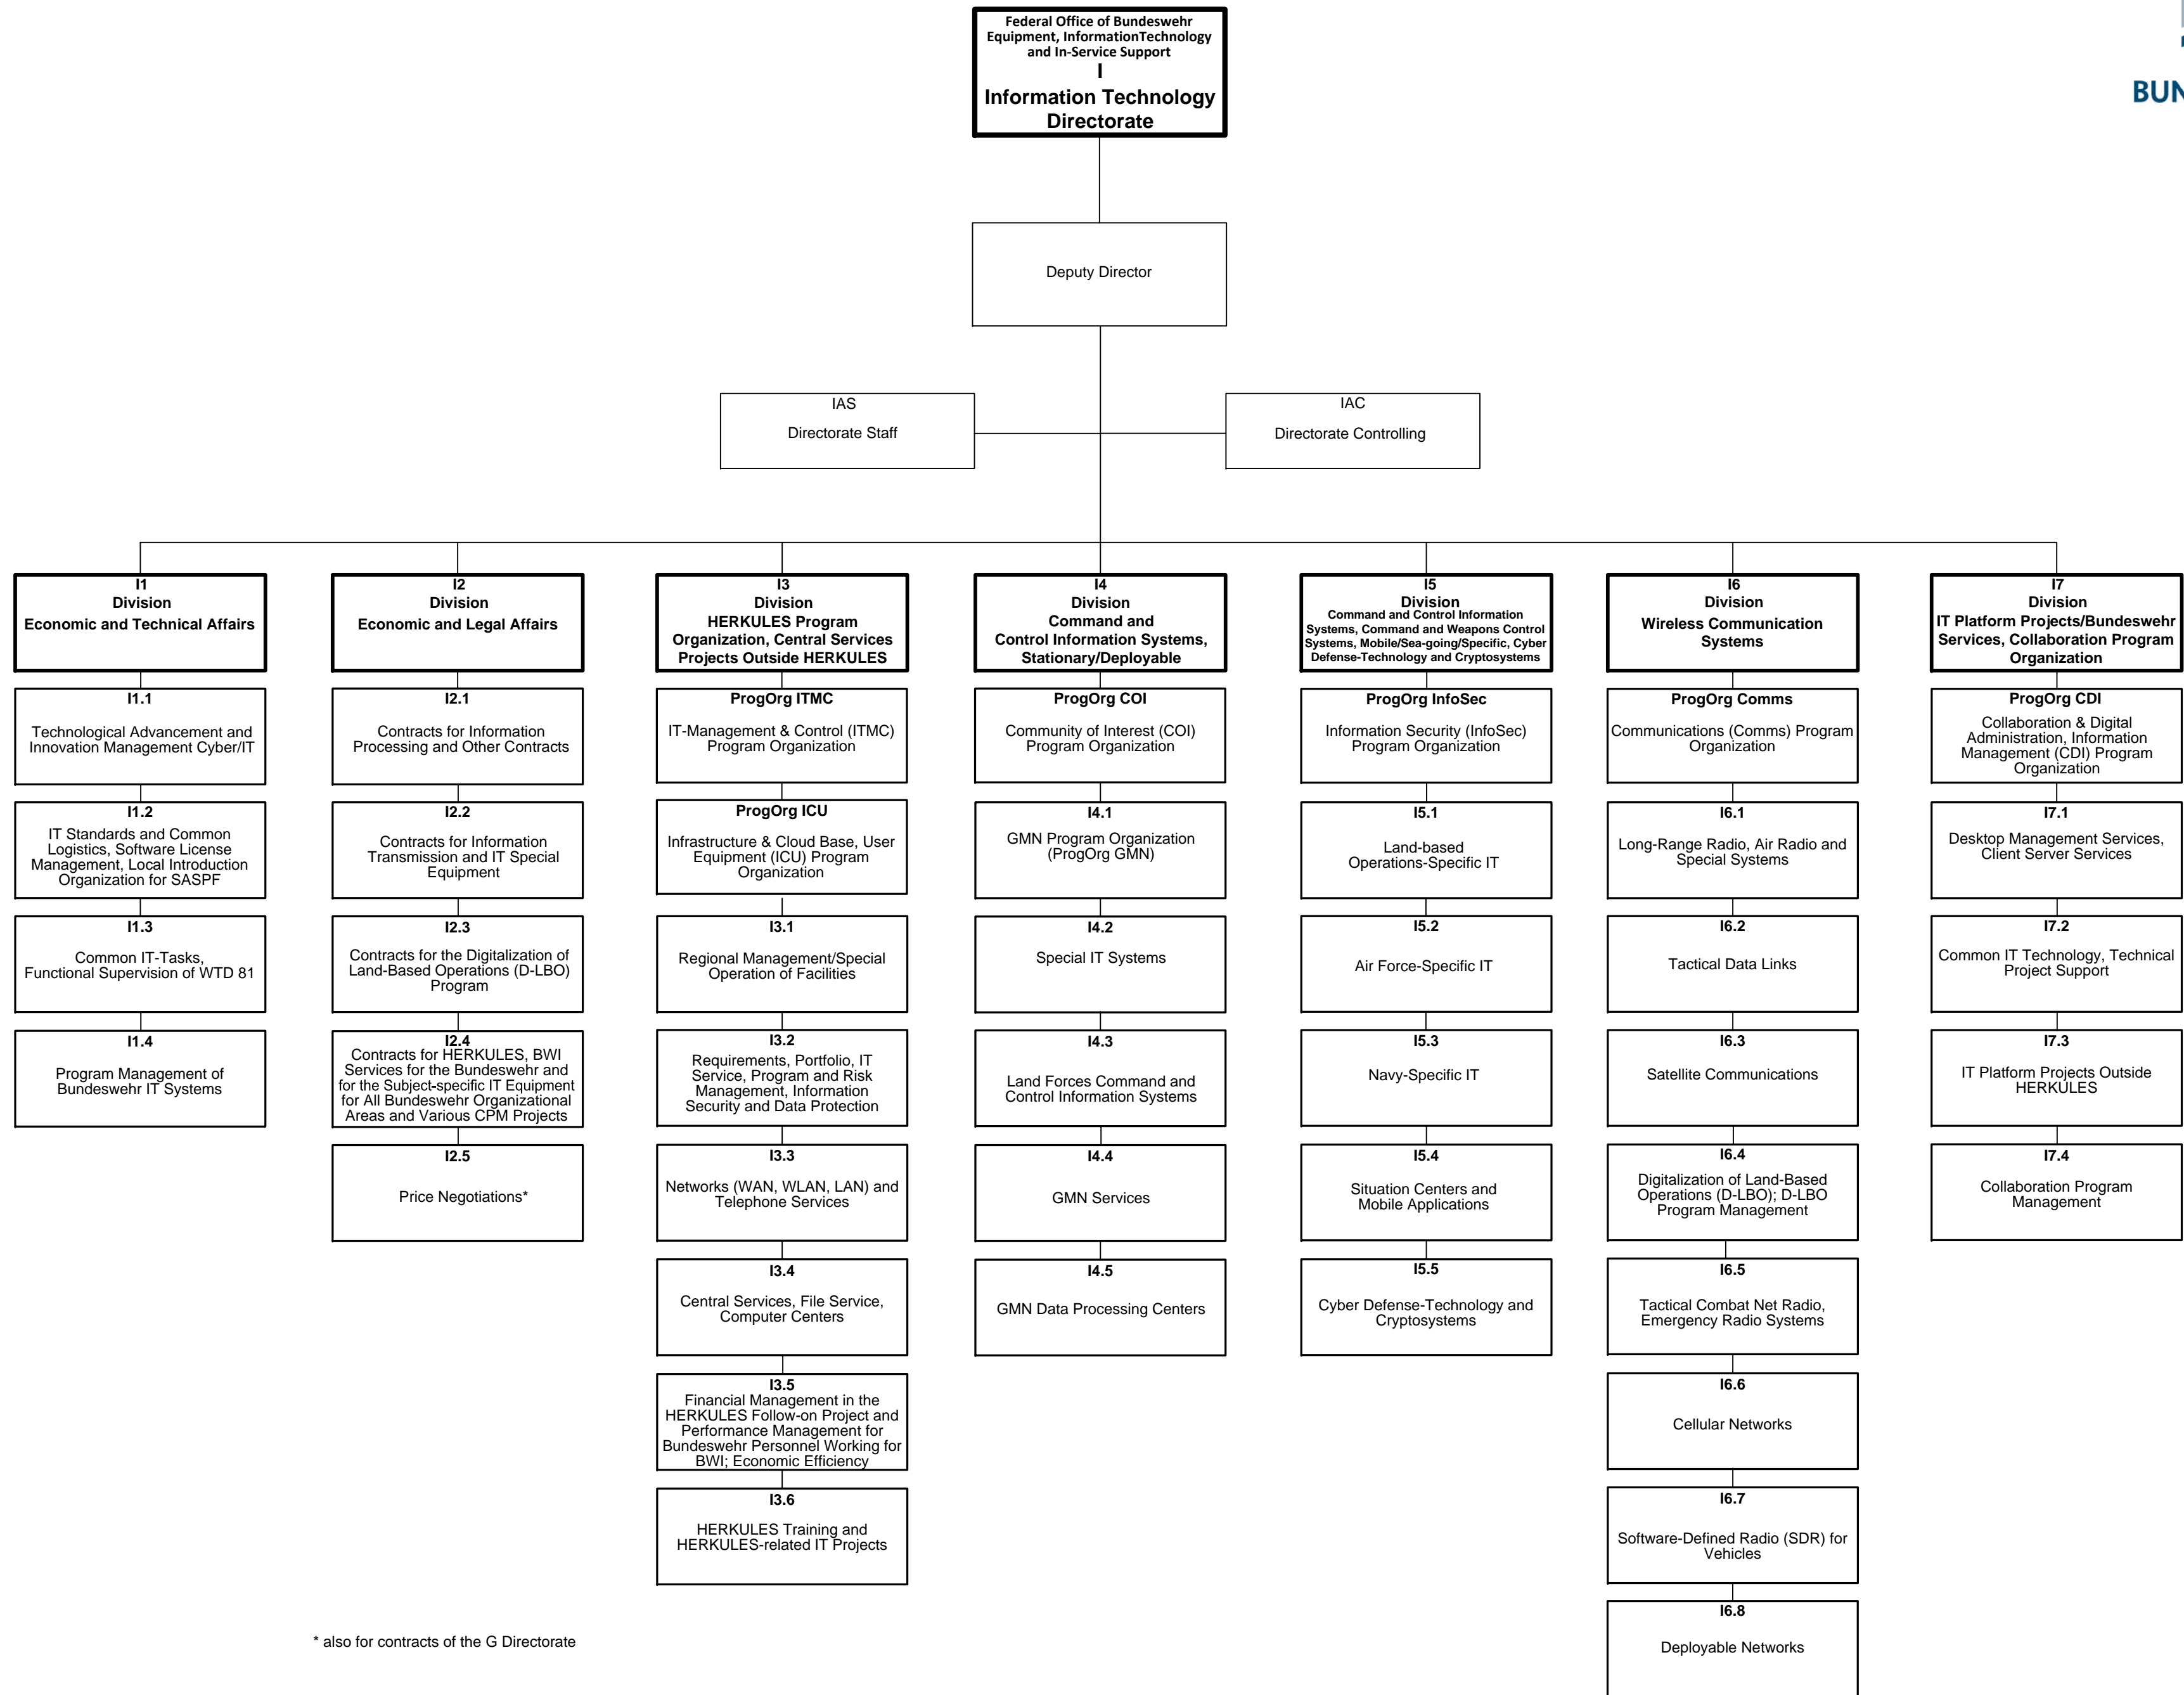 Federal Office of Bundeswehr
Equipment, InformationTechnology
and In-Service Support
I
Information Technology
Directorate
BUN
Deputy Director
IAS
Directorate Staff
IAC
Directorate Controlling
I1
Division
Economic and Technical Affairs
I1.1
Technological Advancement and
Innovation Management Cyber/IT
I1.2
IT Standards and Common
Logistics, Software License
Management, Local Introduction
Organization for SASPF
I1.3
Common IT-Tasks,
Functional Supervision of WTD 81
I1.4
Program Management of
Bundeswehr IT Systems
I2
Division
Economic and Legal Affairs
I2.1
Contracts for Information
Processing and Other Contracts
I2.2
Contracts for Information
Transmission and IT Special
Equipment
I2.3
Contracts for the Digitalization of
Land-Based Operations (D-LBO)
Program
I2.4
Contracts for HERKULES, BWI
Services for the Bundeswehr and
for the Subject-specific IT Equipment
for All Bundeswehr Organizational
Areas and Various CPM Projects
I2.5
Price Negotiations*
I3
Division
HERKULES Program
Organization, Central Services
Projects Outside HERKULES
ProgOrg ITMC
IT-Management & Control (ITMC)
Program Organization
ProgOrg ICU
Infrastructure & Cloud Base, User
Equipment (ICU) Program
Organization
I3.1
Regional Management/Special
Operation of Facilities
I3.2
Requirements, Portfolio, IT
Service, Program and Risk
Management, Information
Security and Data Protection
I3.3
Networks (WAN, WLAN, LAN) and
Telephone Services
I3.4
Central Services, File Service,
Computer Centers
I3.5
Financial Management in the
HERKULES Follow-on Project and
Performance Management for
Bundeswehr Personnel Working for
BWI; Economic Efficiency
I3.6
HERKULES Training and
HERKULES-related IT Projects
I4
Division
Command and
Control Information Systems,
Stationary/Deployable
ProgOrg COI
Community of Interest (COI)
Program Organization
I4.1
GMN Program Organization
(ProgOrg GMN)
I4.2
Special IT Systems
I4.3
Land Forces Command and
Control Information Systems
I4.4
GMN Services
I4.5
GMN Data Processing Centers
I5
Division
Command and Control Information
Systems, Command and Weapons Control
Systems, Mobile/Sea-going/Specific, Cyber
Defense-Technology and Cryptosystems
ProgOrg InfoSec
Information Security (InfoSec)
Program Organization
I5.1
Land-based
Operations-Specific IT
I5.2
Air Force-Specific IT
I5.3
Navy-Specific IT
I5.4
Situation Centers and
Mobile Applications
I5.5
Cyber Defense-Technology and
Cryptosystems
I6
Division
Wireless Communication
Systems
ProgOrg Comms
Communications (Comms) Program
Organization
I6.1
Long-Range Radio, Air Radio and
Special Systems
I6.2
Tactical Data Links
I6.3
Satellite Communications
I6.4
Digitalization of Land-Based
Operations (D-LBO); D-LBO
Program Management
I6.5
Tactical Combat Net Radio,
Emergency Radio Systems
I6.6
Cellular Networks
I6.7
Software-Defined Radio (SDR) for
Vehicles
I6.8
Deployable Networks
I7
Division
IT Platform Projects/Bundeswehr
Services, Collaboration Program
Organization
ProgOrg CDI
Collaboration & Digital
Administration, Information
Management (CDI) Program
Organization
I7.1
Desktop Management Services,
Client Server Services
I7.2
Common IT Technology, Technical
Project Support
I7.3
IT Platform Projects Outside
HERKULES
I7.4
Collaboration Program
Management
* also for contracts of the G Directorate